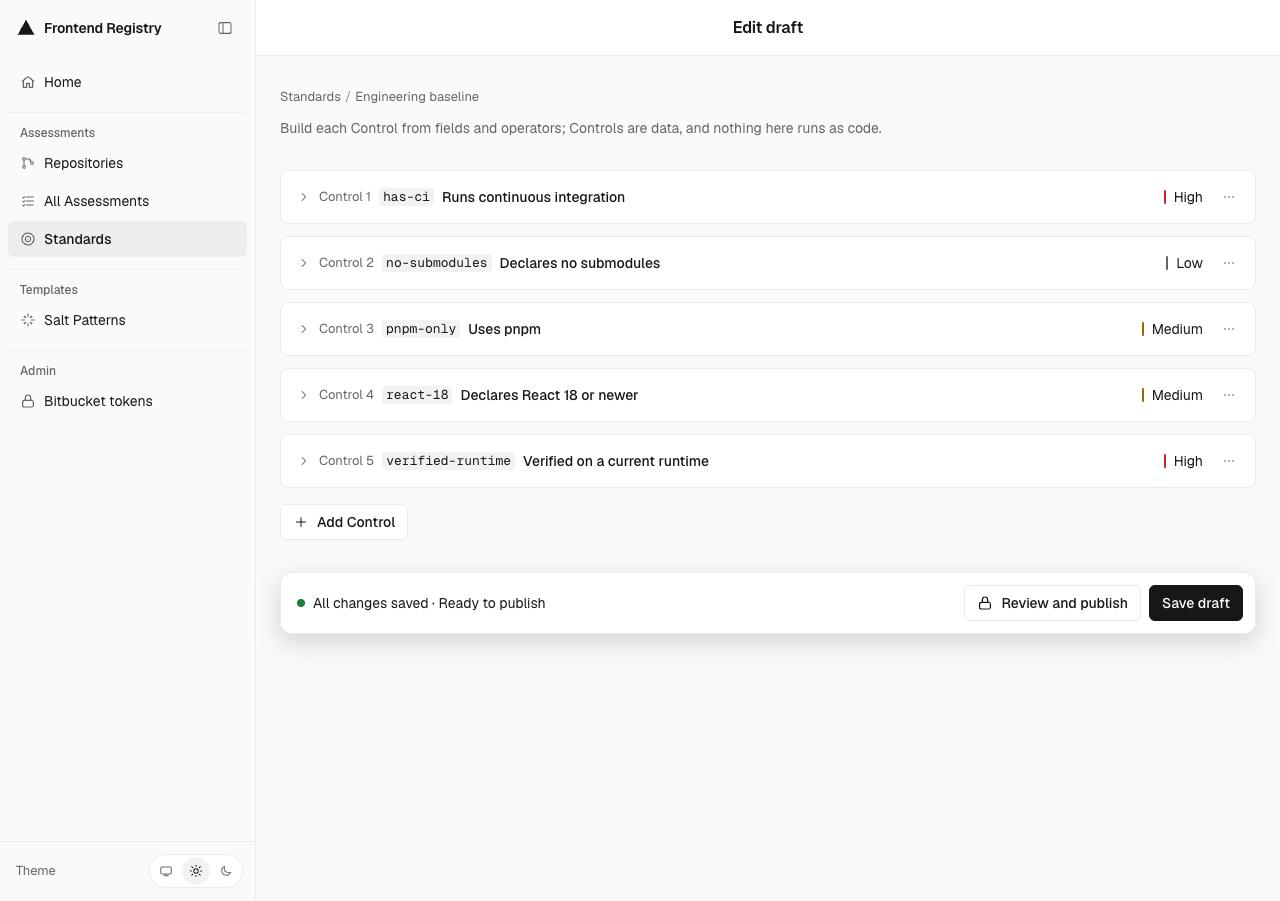 Frontend Registry
Home
Assessments
Repositories
All Assessments
Standards
Templates
Salt Patterns
Admin
Bitbucket tokens
Theme
Edit draft
Standards / Engineering baseline
Build each Control from fields and operators; Controls are data, and nothing here runs as code.
Control 1 has-ci Runs continuous integration High
Control 2 no-submodules Declares no submodules Low
Control 3 pnpm-only Uses pnpm Medium
Control 4 react-18 Declares React 18 or newer Medium
Control 5 verified-runtime Verified on a current runtime High
Add Control
All changes saved · Ready to publish Review and publish Save draft